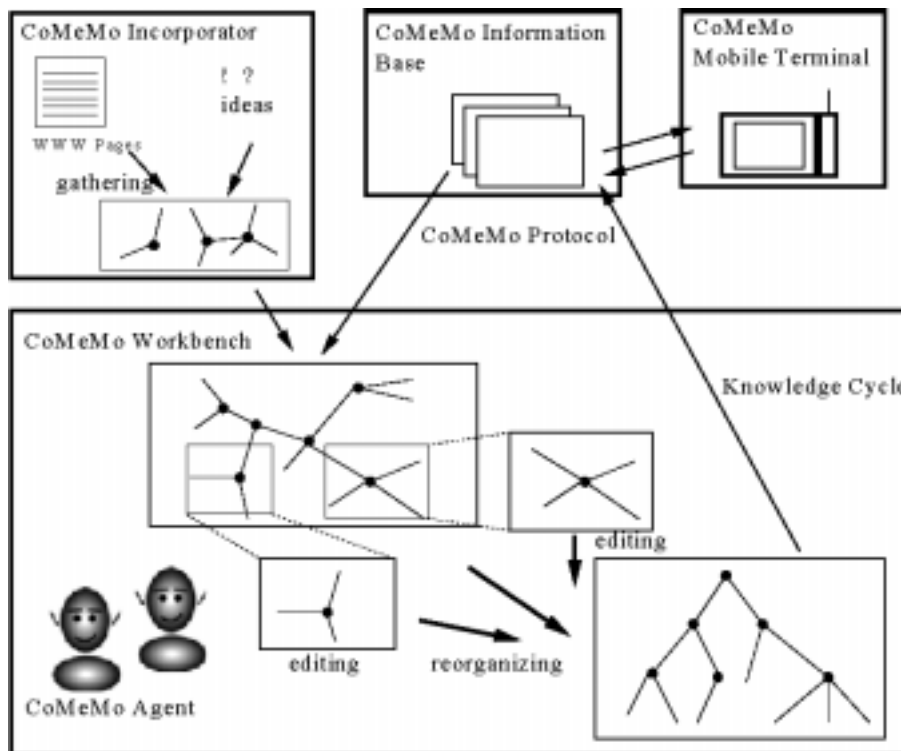 CoMeMo Incorporator
! ?
ideas
WWW Pages
gathering
CoMeMo Information
Base
CoMeMo
Mobile Terminal
CoMeMo Protocol
CoMeMo Workbench
Knowledge Cycle
editing
editing
reorganizing
CoMeMo Agent